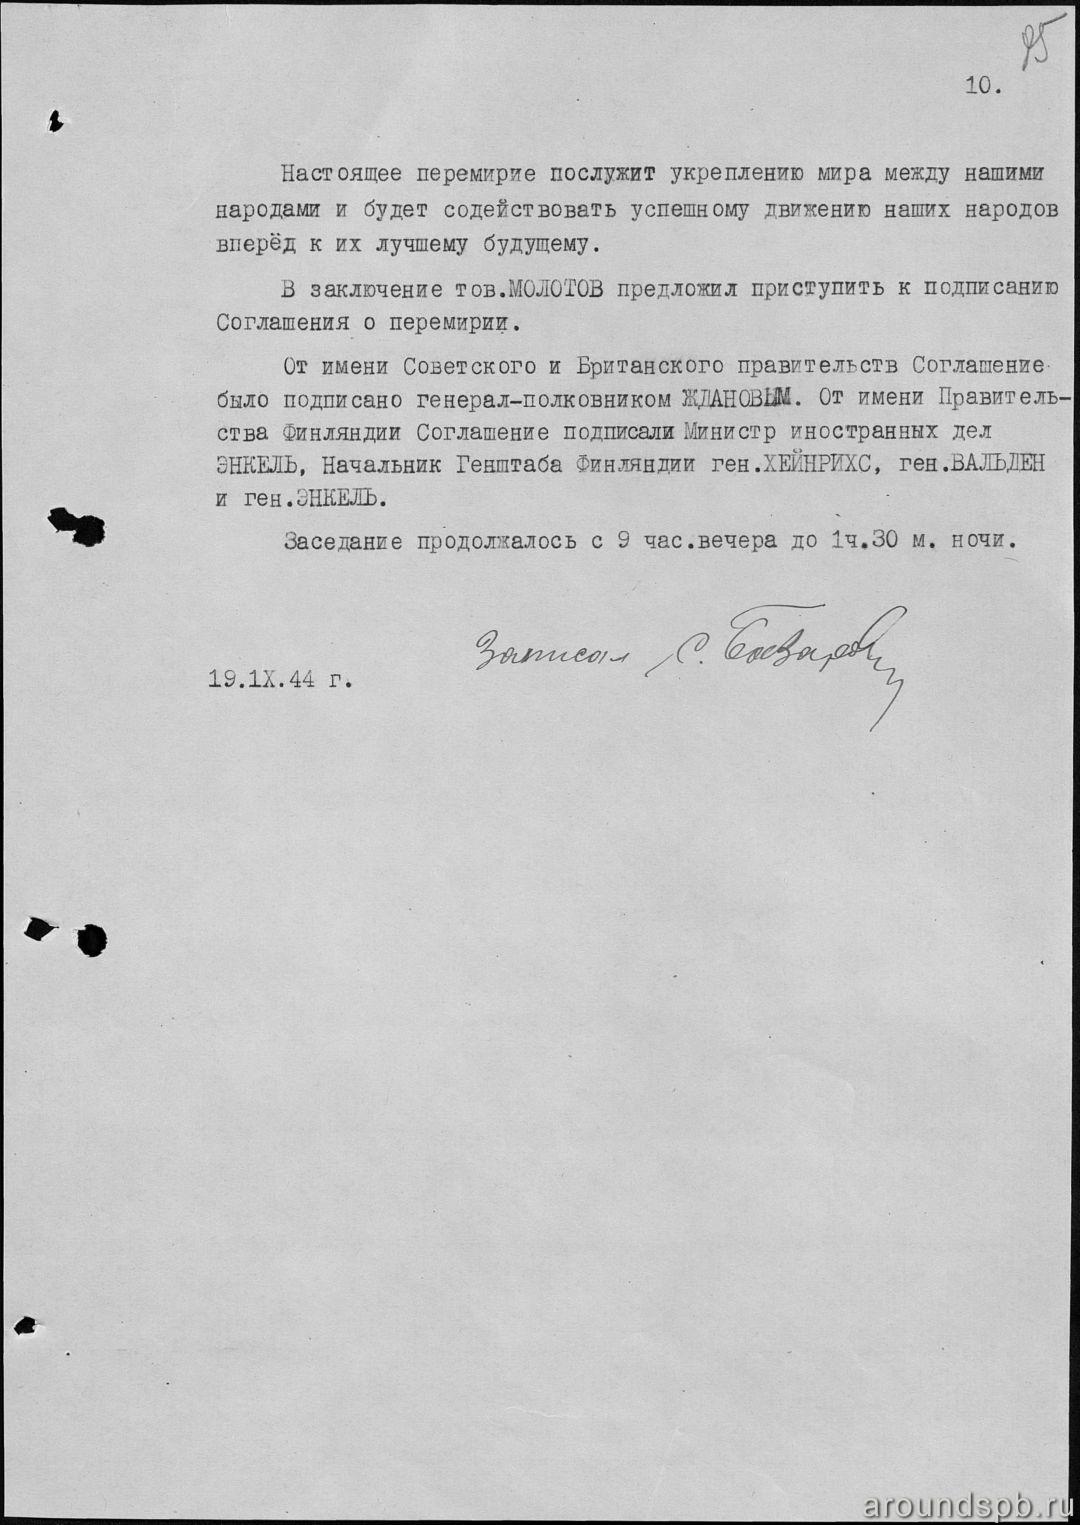 95
10.
Настоящее перемирие послужит укреплению мира между нашими
народами и будет содействовать успешному движению наших народов
вперёд к их лучшему будущему.
В заключение тов.МОЛОТОВ предложил приступить к подписанию
Соглашения о перемирии.
От имени Советского и Британского правительств Соглашение
было подписано генерал-полковником ЖДАНОВЫМ. От имени Правитель-
ства Финляндии Соглашение подписали Министр иностранных дел
ЭНКЕЛЬ, Начальник Генштаба Финляндии ген.ХЕЙНРИХС, ген.ВАЛЬДЕН
и ген.ЭНКЕЛЬ.
Заседание продолжалось с 9 час.вечера до 1ч.30 м. ночи.
Записал С.
19.IX.44 г.
aroundspb.ru